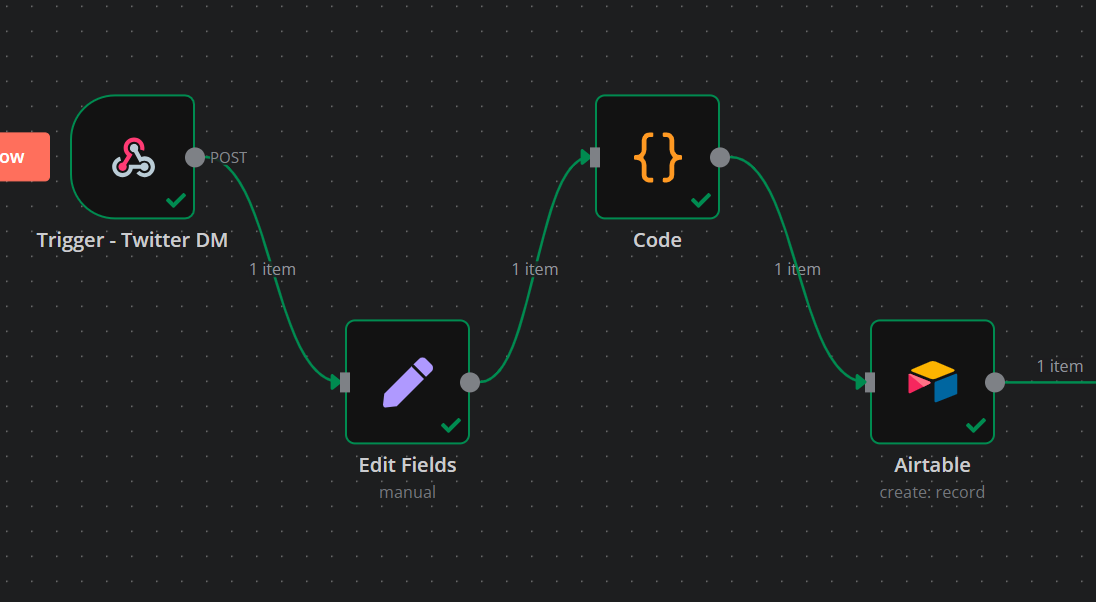 ow
POST
Trigger - Twitter DM
1 item
1 item
{}
Code
1 item
Edit Fields
manual
1 item
Airtable
create: record